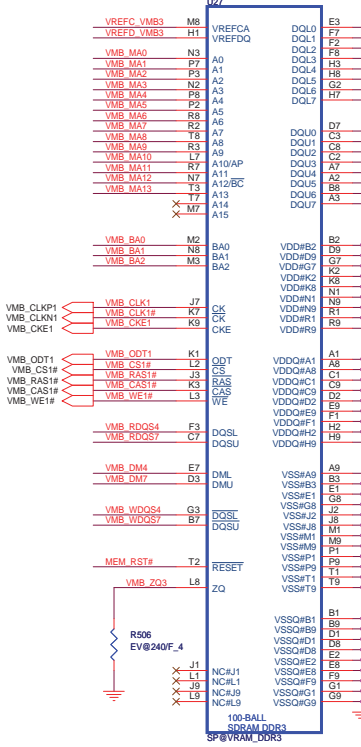 U27
VREFC_VMB3 M8 VREFCA DQL0 E3
VREFD_VMB3 H1 VREFDQ DQL1 F7
DQL2 F2
VMB_MA0 N3 A0 DQL3 F8
VMB_MA1 P7 A1 DQL4 H3
VMB_MA2 P3 A2 DQL5 H8
VMB_MA3 N2 A3 DQL6 G2
VMB_MA4 P8 A4 DQL7 H7
VMB_MA5 P2 A5
VMB_MA6 R8 A6
VMB_MA7 R2 A7 DQU0 D7
VMB_MA8 T8 A8 DQU1 C3
VMB_MA9 R3 A9 DQU2 C8
VMB_MA10 L7 A10/AP DQU3 C2
VMB_MA11 R7 A11 DQU4 A7
VMB_MA12 N7 A12/BC DQU5 A2
VMB_MA13 T3 A13 DQU6 B8
T7 A14 DQU7 A3
M7 A15
VMB_BA0 M2 BA0 VDD#B2 B2
VMB_BA1 N8 BA1 VDD#D9 D9
VMB_BA2 M3 BA2 VDD#G7 G7
VDD#K2 K2
VDD#K8 K8
VDD#N1 N1
VMB_CLKP1 VMB_CLK1 J7 CK VDD#N9 N9
VMB_CLKN1 VMB_CLK1# K7 CK VDD#R1 R1
VMB_CKE1 VMB_CKE1 K9 CKE VDD#R9 R9
VMB_ODT1 VMB_ODT1 K1 ODT VDDQ#A1 A1
VMB_CS1# VMB_CS1# L2 CS VDDQ#A8 A8
VMB_RAS1# VMB_RAS1# J3 RAS VDDQ#C1 C1
VMB_CAS1# VMB_CAS1# K3 CAS VDDQ#C9 C9
VMB_WE1# VMB_WE1# L3 WE VDDQ#D2 D2
VDDQ#E9 E9
VDDQ#F1 F1
VMB_RDQS4 F3 DQSL VDDQ#H2 H2
VMB_RDQS7 C7 DQSU VDDQ#H9 H9
VMB_DM4 E7 DML VSS#A9 A9
VMB_DM7 D3 DMU VSS#B3 B3
VSS#E1 E1
VSS#G8 G8
VMB_WDQS4 G3 DQSL VSS#J2 J2
VMB_WDQS7 B7 DQSU VSS#J8 J8
VSS#M1 M1
VSS#M9 M9
VSS#P1 P1
MEM_RST# T2 RESET VSS#P9 P9
VSS#T1 T1
VMB_ZQ3 L8 ZQ VSS#T9 T9
VSSQ#B1 B1
VSSQ#B9 B9
VSSQ#D1 D1
R506 VSSQ#D8 D8
EV@240/F_4 VSSQ#E2 E2
J1 NC#J1 VSSQ#E8 E8
L1 NC#L1 VSSQ#F9 F9
J9 NC#J9 VSSQ#G1 G1
L9 NC#L9 VSSQ#G9 G9
100-BALL
SDRAM DDR3
SP@VRAM_DDR3